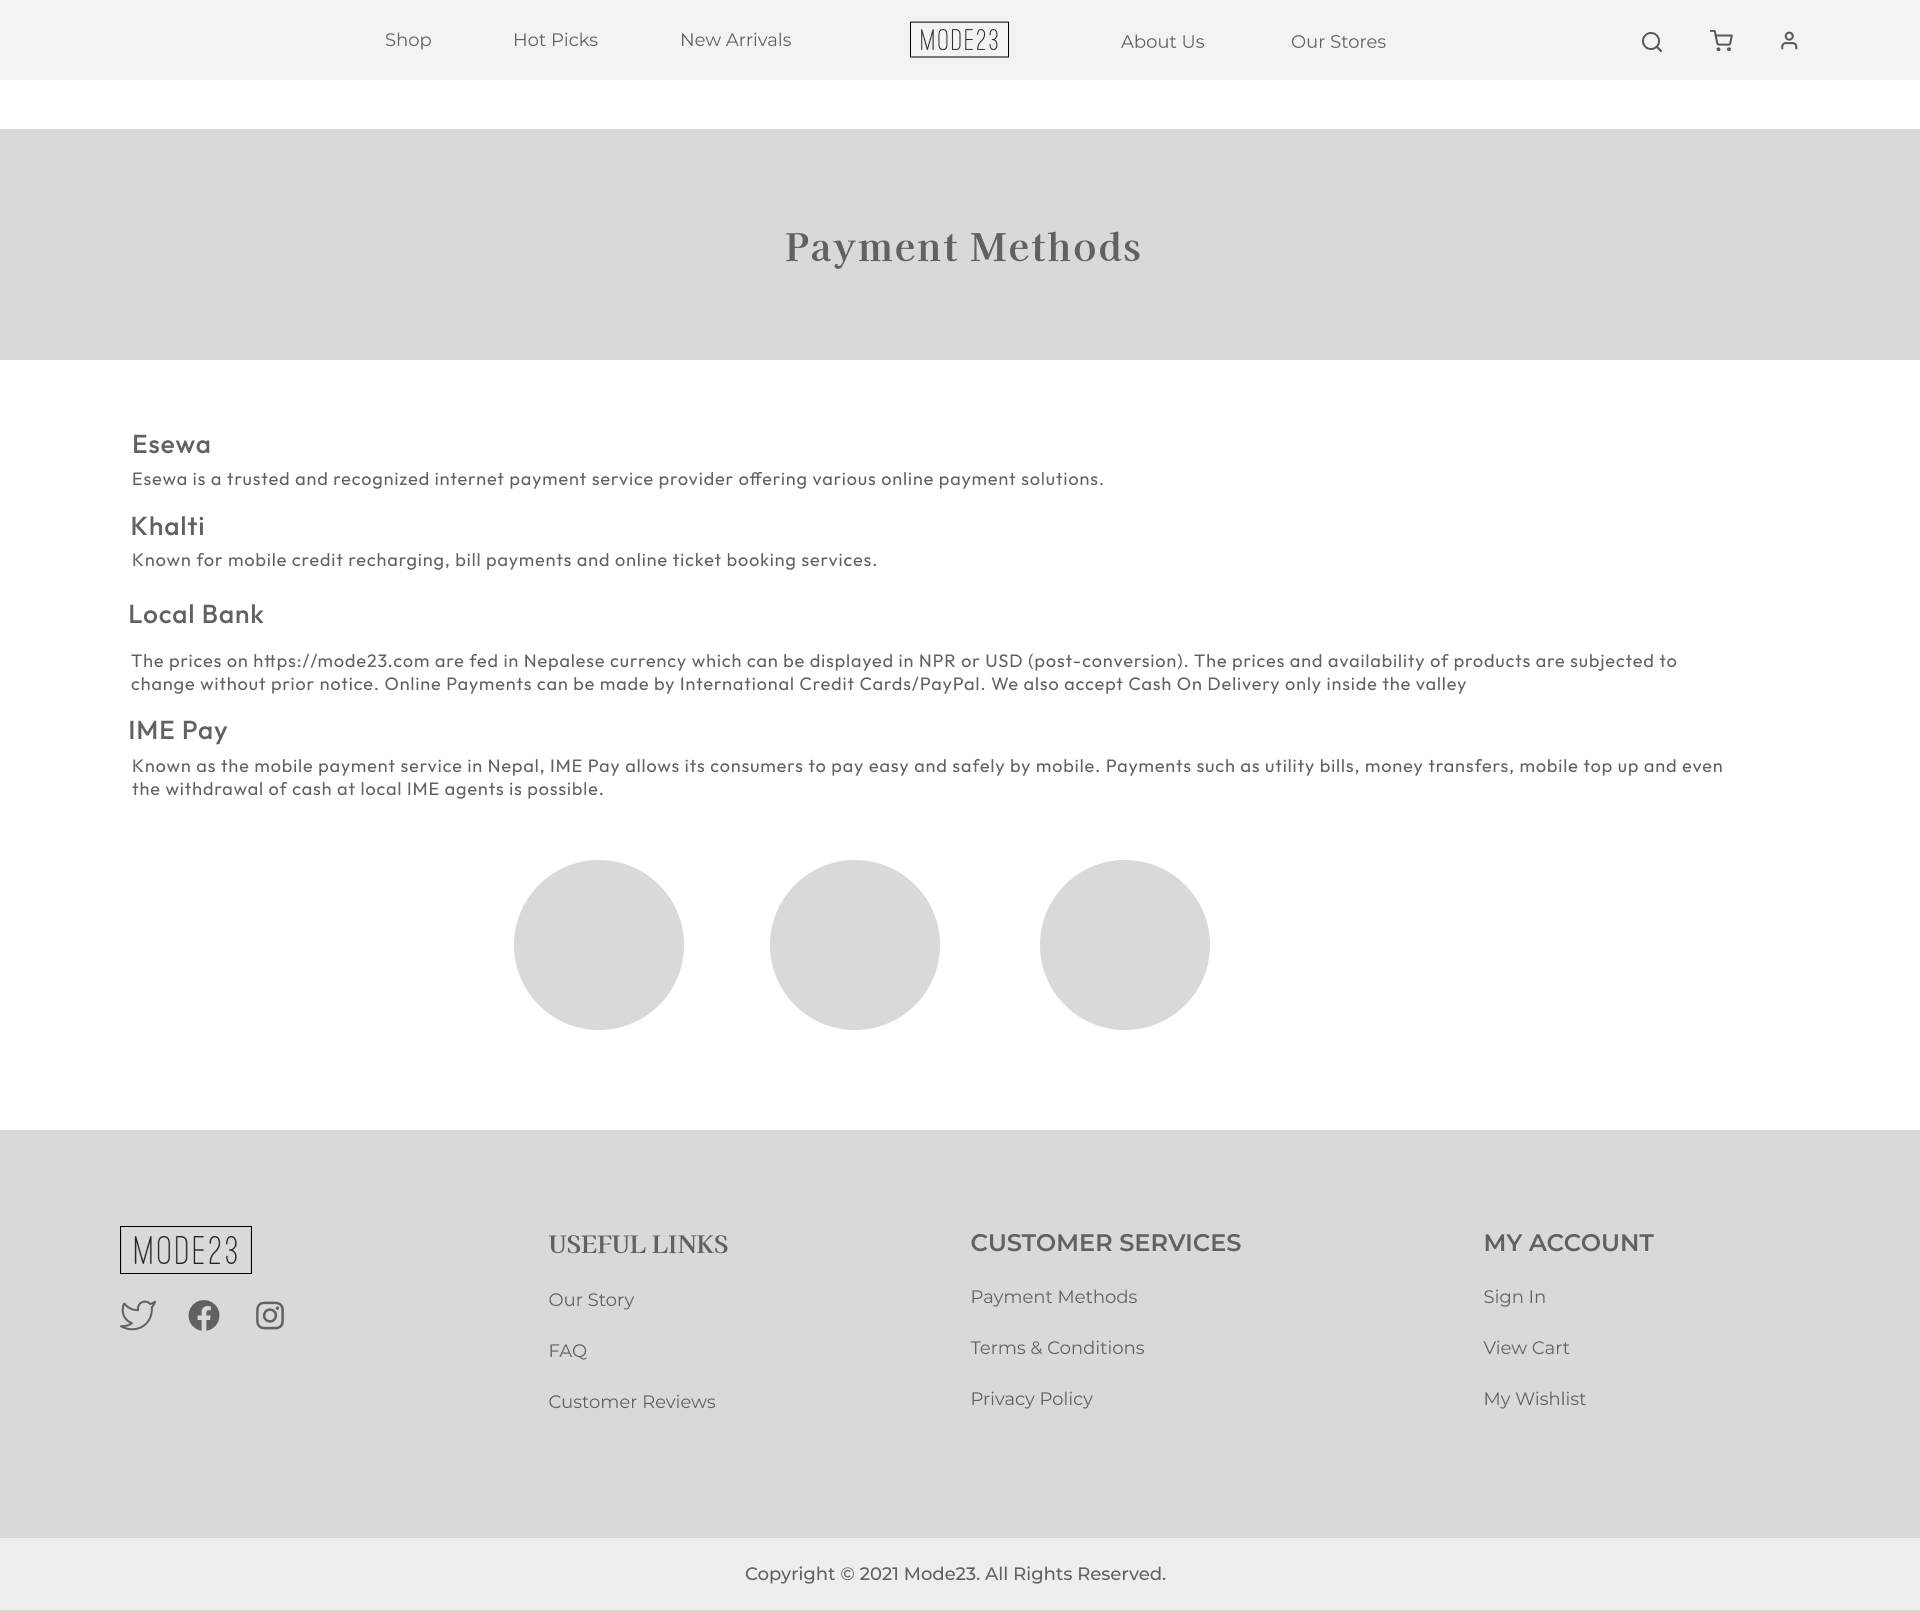 Shop Hot Picks New Arrivals MODE23 About Us Our Stores
Payment Methods
Esewa
Esewa is a trusted and recognized internet payment service provider offering various online payment solutions.
Khalti
Known for mobile credit recharging, bill payments and online ticket booking services.
Local Bank
The prices on https://mode23.com are fed in Nepalese currency which can be displayed in NPR or USD (post-conversion). The prices and availability of products are subjected to
change without prior notice. Online Payments can be made by International Credit Cards/PayPal. We also accept Cash On Delivery only inside the valley
IME Pay
Known as the mobile payment service in Nepal, IME Pay allows its consumers to pay easy and safely by mobile. Payments such as utility bills, money transfers, mobile top up and even
the withdrawal of cash at local IME agents is possible.
MODE23
USEFUL LINKS
Our Story
FAQ
Customer Reviews
CUSTOMER SERVICES
Payment Methods
Terms & Conditions
Privacy Policy
MY ACCOUNT
Sign In
View Cart
My Wishlist
Copyright © 2021 Mode23. All Rights Reserved.